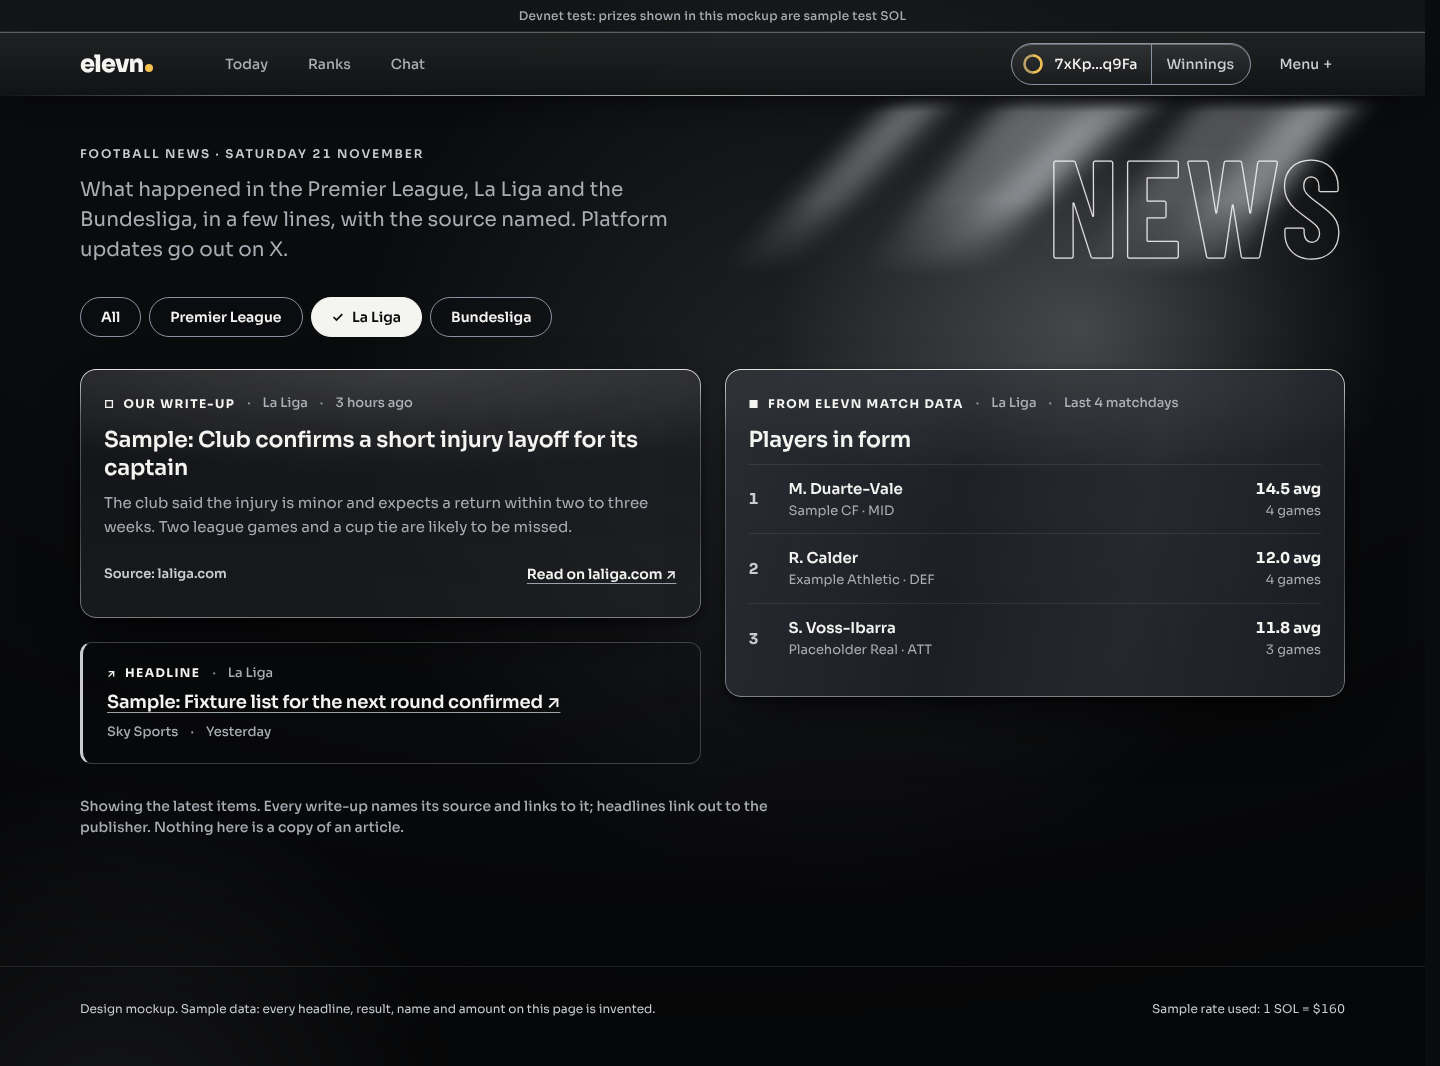 Devnet test: prizes shown in this mockup are sample test SOL
elevn.
Today
Ranks
Chat
7xKp...q9Fa
Winnings
Menu +
FOOTBALL NEWS · SATURDAY 21 NOVEMBER
What happened in the Premier League, La Liga and the
Bundesliga, in a few lines, with the source named. Platform
updates go out on X.
NEWS
All
Premier League
✓ La Liga
Bundesliga
OUR WRITE-UP · La Liga · 3 hours ago
Sample: Club confirms a short injury layoff for its
captain
The club said the injury is minor and expects a return within two to three
weeks. Two league games and a cup tie are likely to be missed.
Source: laliga.com
Read on laliga.com ↗
↗ HEADLINE · La Liga
Sample: Fixture list for the next round confirmed ↗
Sky Sports · Yesterday
FROM ELEVN MATCH DATA · La Liga · Last 4 matchdays
Players in form
1
M. Duarte-Vale
Sample CF · MID
14.5 avg
4 games
2
R. Calder
Example Athletic · DEF
12.0 avg
4 games
3
S. Voss-Ibarra
Placeholder Real · ATT
11.8 avg
3 games
Showing the latest items. Every write-up names its source and links to it; headlines link out to the
publisher. Nothing here is a copy of an article.
Design mockup. Sample data: every headline, result, name and amount on this page is invented.
Sample rate used: 1 SOL = $160